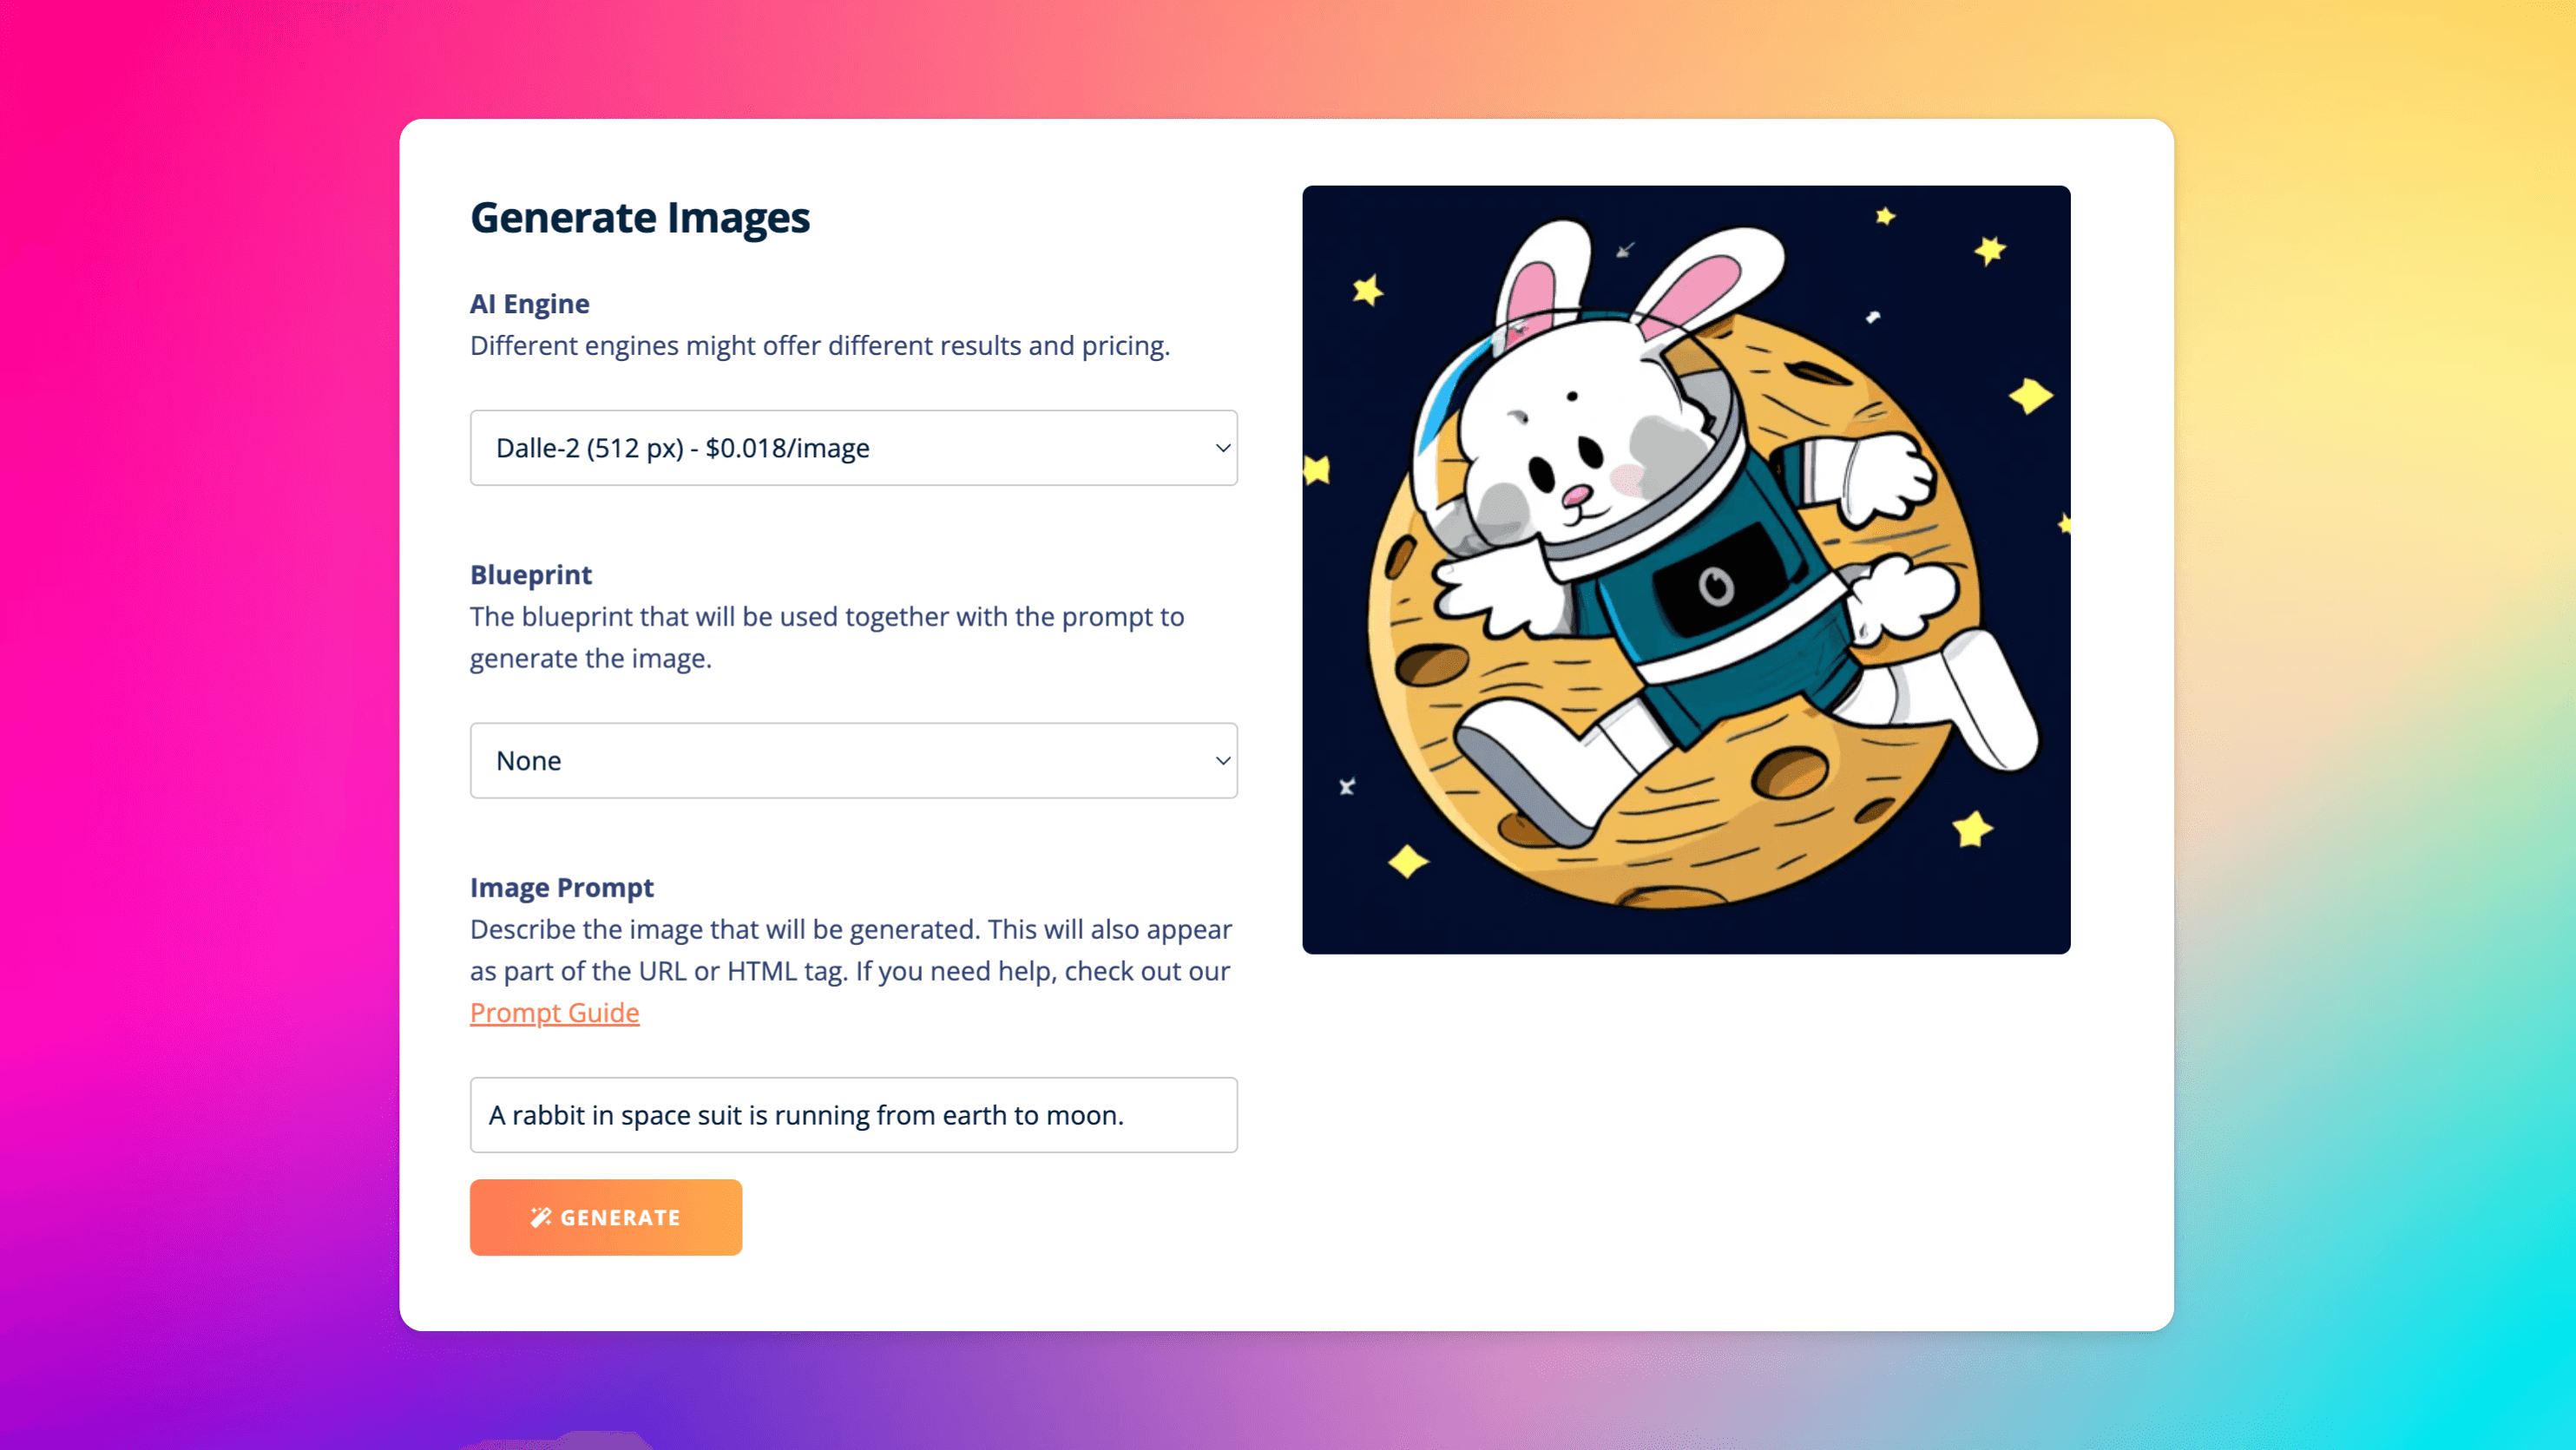 Generate Images
AI Engine
Different engines might offer different results and pricing.
Dalle-2 (512 px) - $0.018/image
Blueprint
The blueprint that will be used together with the prompt to
generate the image.
None
Image Prompt
Describe the image that will be generated. This will also appear
as part of the URL or HTML tag. If you need help, check out our
Prompt Guide
A rabbit in space suit is running from earth to moon.
GENERATE